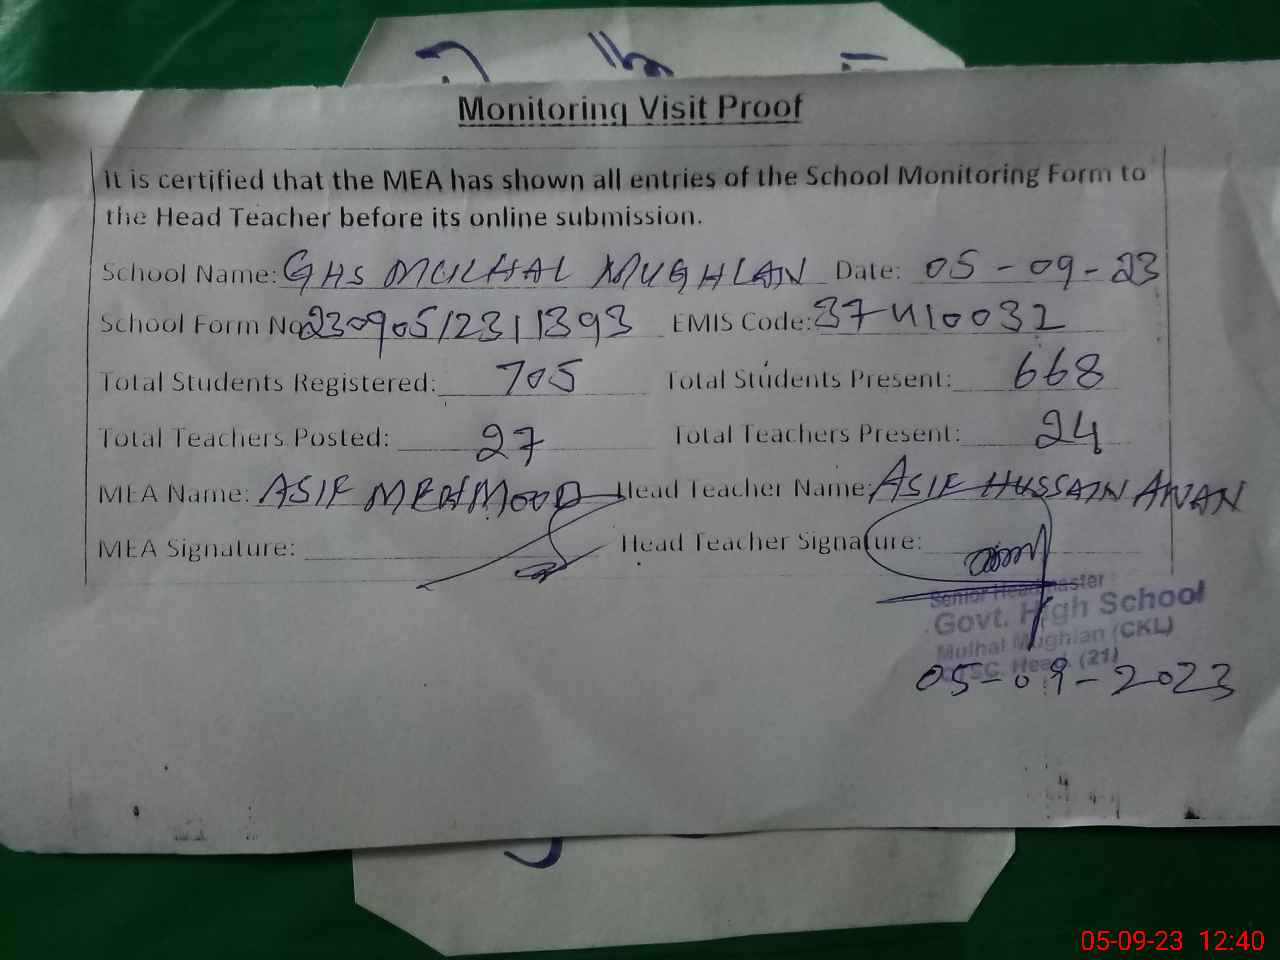 Monitoring Visit Proof
it is certified that the MEA has shown all entries of the School Monitoring Form to
the Head Teacher before its online submission.
School Name: GHS MULHAL MUGHLAN Date: 05-09-23
School Form No 23090512311393 EMIS Code: 37410032
Total Students Registered: 705 Total Students Present: 668
Total Teachers Posted: 27 Total Teachers Present: 24
MEA Name: ASIF MEHMOOD Head Teacher Name: ASIF HUSSAIN AWAN
MEA Signature: Head Teacher Signature:
Senior Headmaster
Govt. High School
Mulhal Mughlan (CKL)
Head (21)
05-09-2023
05-09-23 12:40